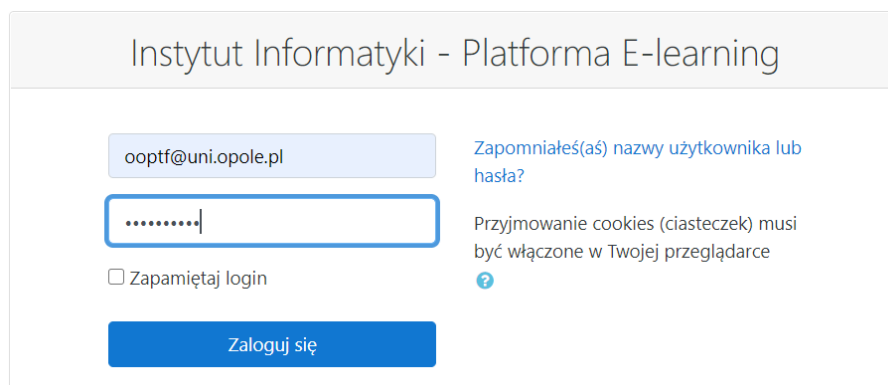 Instytut Informatyki - Platforma E-learning
ooptf@uni.opole.pl
••••••••••
Zapamiętaj login
Zaloguj się
Zapomniałeś(aś) nazwy użytkownika lub
hasła?
Przyjmowanie cookies (ciasteczek) musi
być włączone w Twojej przeglądarce
?